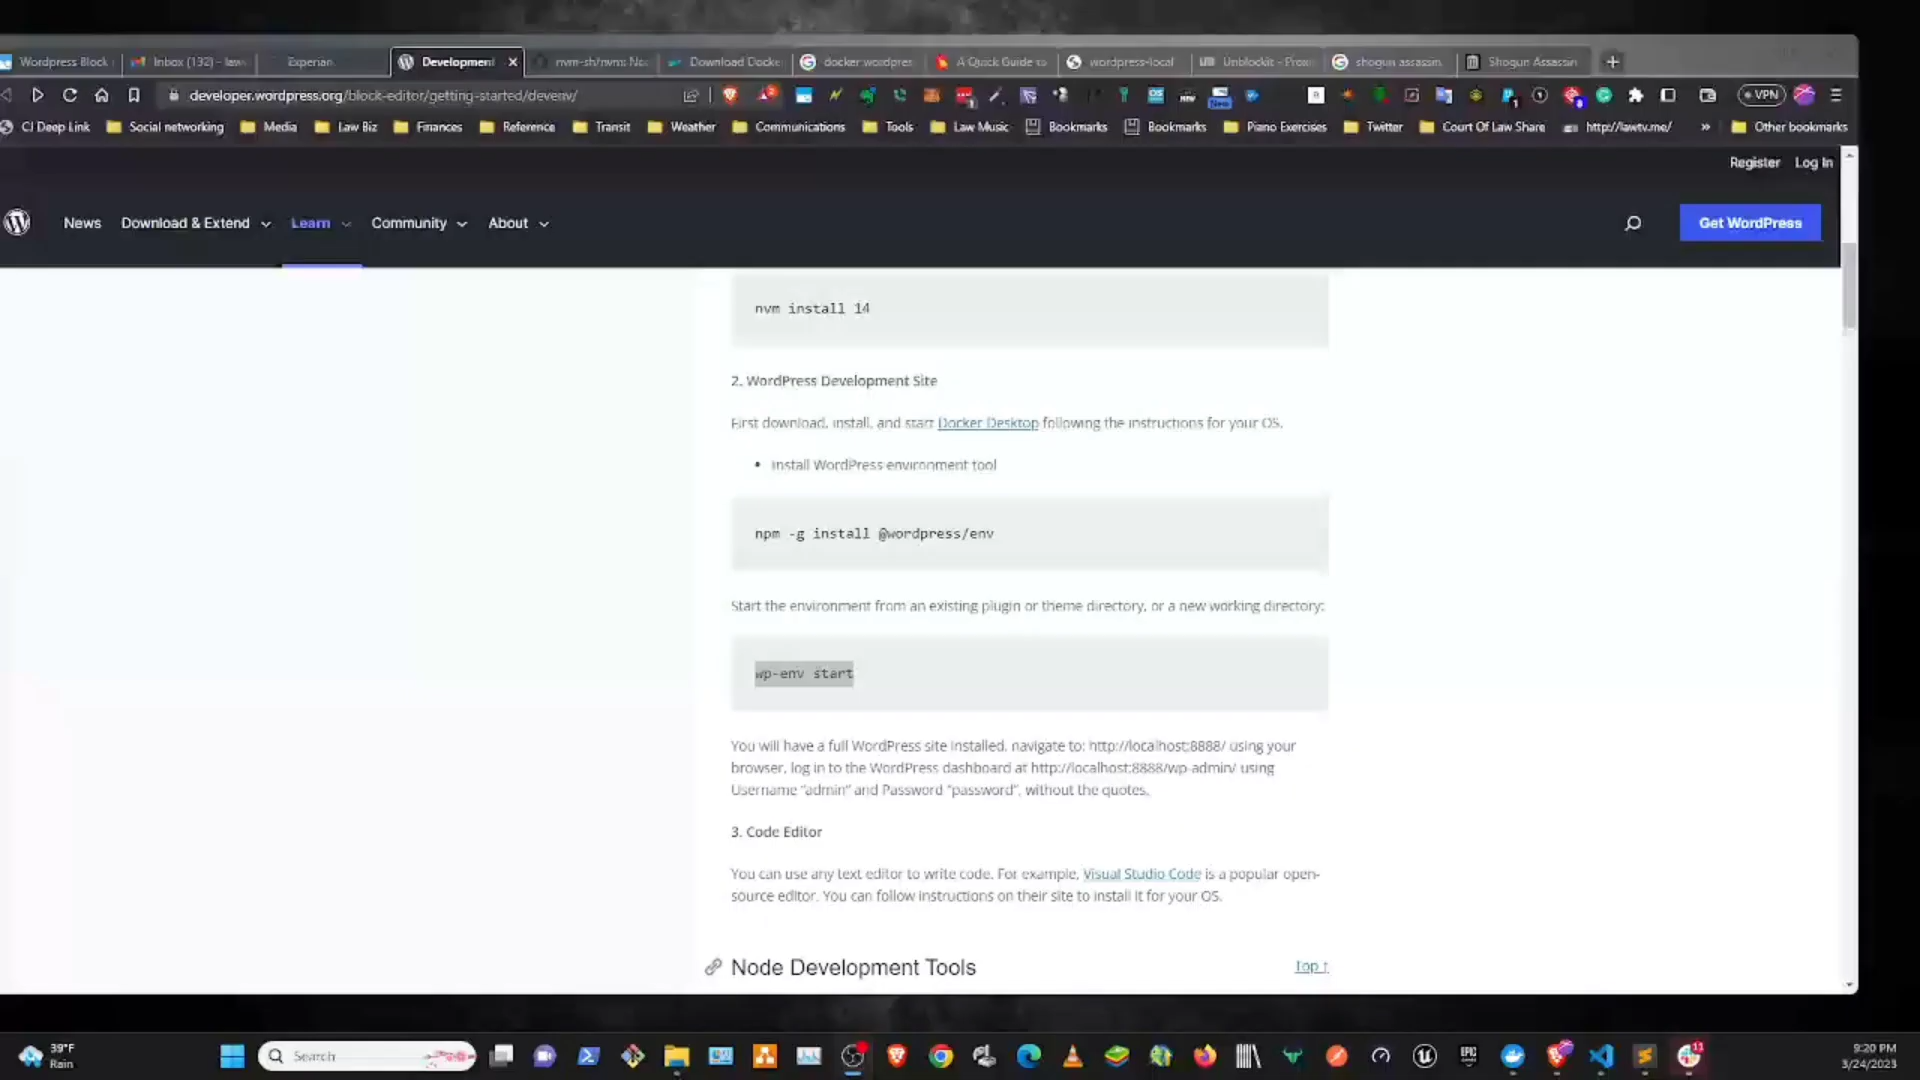 Wordpress Block
Inbox (132) - law
Experian
Development
nvm-sh/nvm: No
Download Docke
docker wordpres
A Quick Guide to
wordpress-local
Unblockit - Prox
shogun assassin
Shogun Assassin
developer.wordpress.org/block-editor/getting-started/devenv/
VPN
CJ Deep Link
Social networking
Media
Law Biz
Finances
Reference
Transit
Weather
Communications
Tools
Law Music
Bookmarks
Bookmarks
Piano Exercises
Twitter
Court Of Law Share
http://lawtv.me/
»
Other bookmarks
Register Log In
News Download & Extend Learn Community About
Get WordPress
nvm install 14
2. WordPress Development Site
First download, install, and start Docker Desktop following the instructions for your OS.
• Install WordPress environment tool
npm -g install @wordpress/env
Start the environment from an existing plugin or theme directory, or a new working directory:
wp-env start
You will have a full WordPress site installed, navigate to: http://localhost:8888/ using your
browser, log in to the WordPress dashboard at http://localhost:8888/wp-admin/ using
Username “admin” and Password “password”, without the quotes.
3. Code Editor
You can use any text editor to write code. For example, Visual Studio Code is a popular open-
source editor. You can follow instructions on their site to install it for your OS.
Node Development Tools
Top ↑
39°F
Rain
Search
11
9:20 PM
3/24/2023